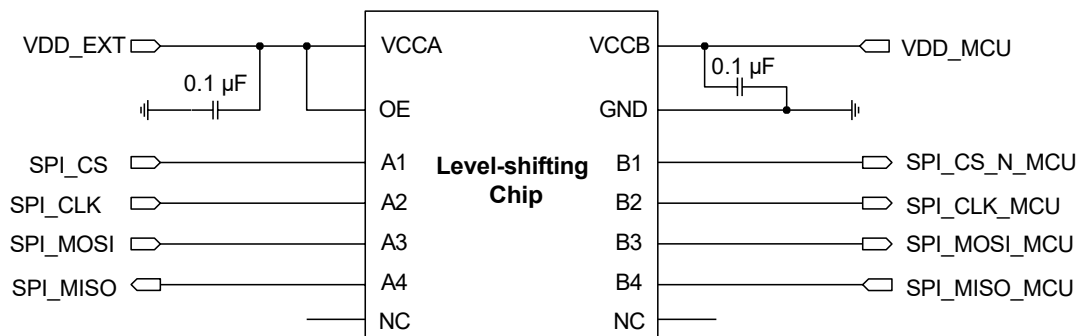 VDD_EXT VCCA VCCB VDD_MCU
0.1 µF 0.1 µF
OE GND
SPI_CS A1 Level-shifting B1 SPI_CS_N_MCU
Chip
SPI_CLK A2 B2 SPI_CLK_MCU
SPI_MOSI A3 B3 SPI_MOSI_MCU
SPI_MISO A4 B4 SPI_MISO_MCU
NC NC